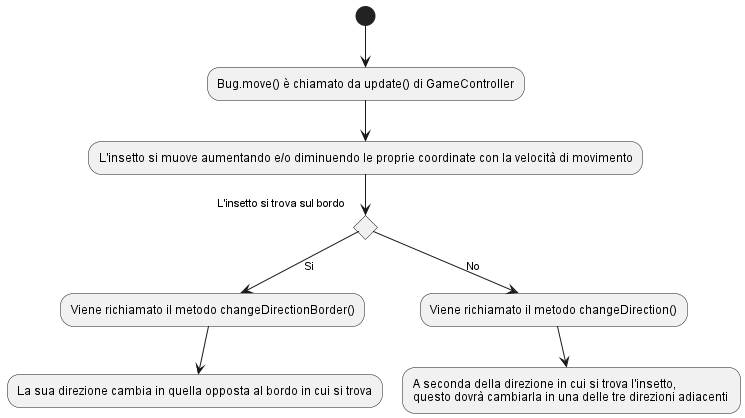 Bug.move() è chiamato da update() di GameController
L'insetto si muove aumentando e/o diminuendo le proprie coordinate con la velocità di movimento
L'insetto si trova sul bordo
Si
No
Viene richiamato il metodo changeDirectionBorder()
Viene richiamato il metodo changeDirection()
La sua direzione cambia in quella opposta al bordo in cui si trova
A seconda della direzione in cui si trova l'insetto,
questo dovrà cambiarla in una delle tre direzioni adiacenti